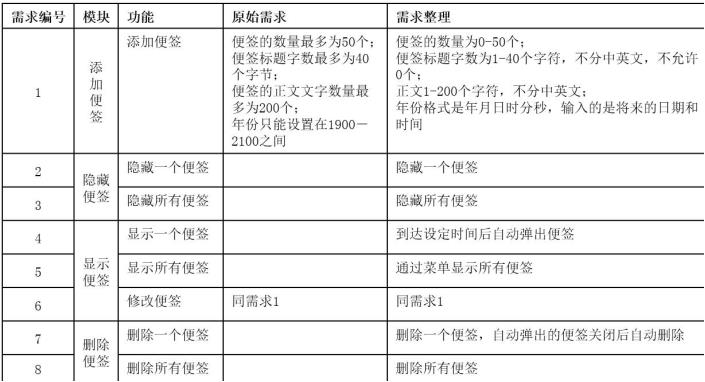 需求编号 模块 功能 原始需求 需求整理
1 添加便签 添加便签 便签的数量最多为50个; 便签的数量为0-50个;
便签标题字数最多为40 便签标题字数为1-40个字符，不分中英文，不允许
个字节; 0个;
便签的正文文字数量最 正文1-200个字符，不分中英文;
多为200个; 年份格式是年月日时分秒，输入的是将来的日期和
年份只能设置在1900－ 时间
2100之间
2 隐藏便签 隐藏一个便签 隐藏一个便签
3 隐藏所有便签 隐藏所有便签
4 显示便签 显示一个便签 到达设定时间后自动弹出便签
5 显示所有便签 通过菜单显示所有便签
6 修改便签 同需求1 同需求1
7 删除便签 删除一个便签 删除一个便签，自动弹出的便签关闭后自动删除
8 删除所有便签 删除所有便签